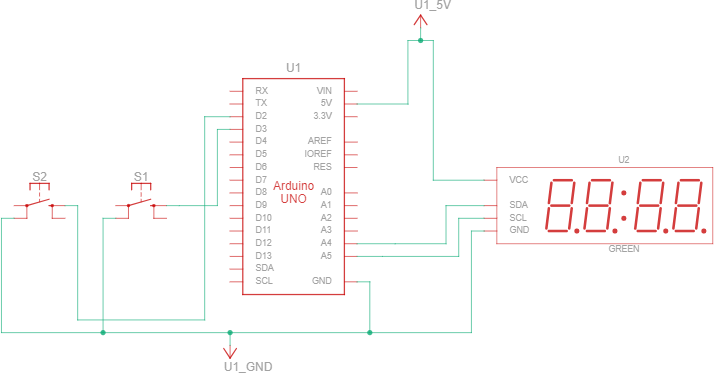 U1_5V
U1
RX
TX
D2
D3
D4
D5
D6
D7
D8
D9
D10
D11
D12
D13
SDA
SCL
Arduino
UNO
VIN
5V
3.3V
AREF
IOREF
RES
A0
A1
A2
A3
A4
A5
GND
S2
S1
U2
VCC
SDA
SCL
GND
88:88
GREEN
U1_GND